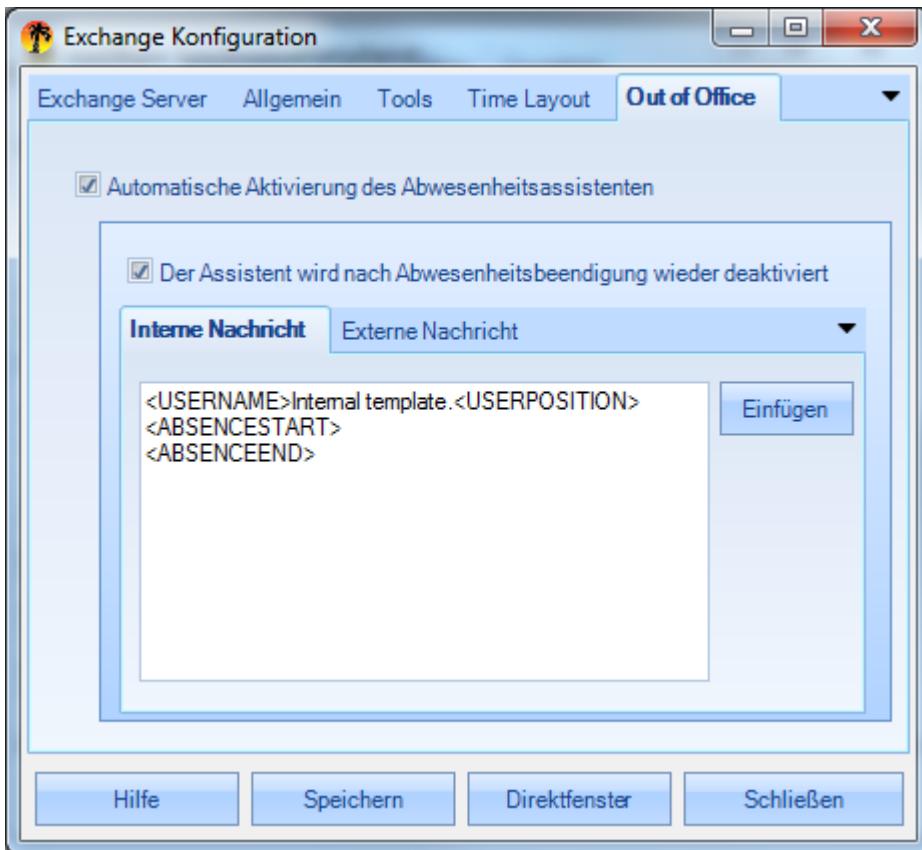 Exchange Konfiguration
Exchange Server Allgemein Tools Time Layout Out of Office
Automatische Aktivierung des Abwesenheitsassistenten
Der Assistent wird nach Abwesenheitsbeendigung wieder deaktiviert
Interne Nachricht Externe Nachricht
<USERNAME>Internal template.<USERPOSITION>
<ABSENCESTART>
<ABSENCEEND>
Einfügen
Hilfe Speichern Direktfenster Schließen